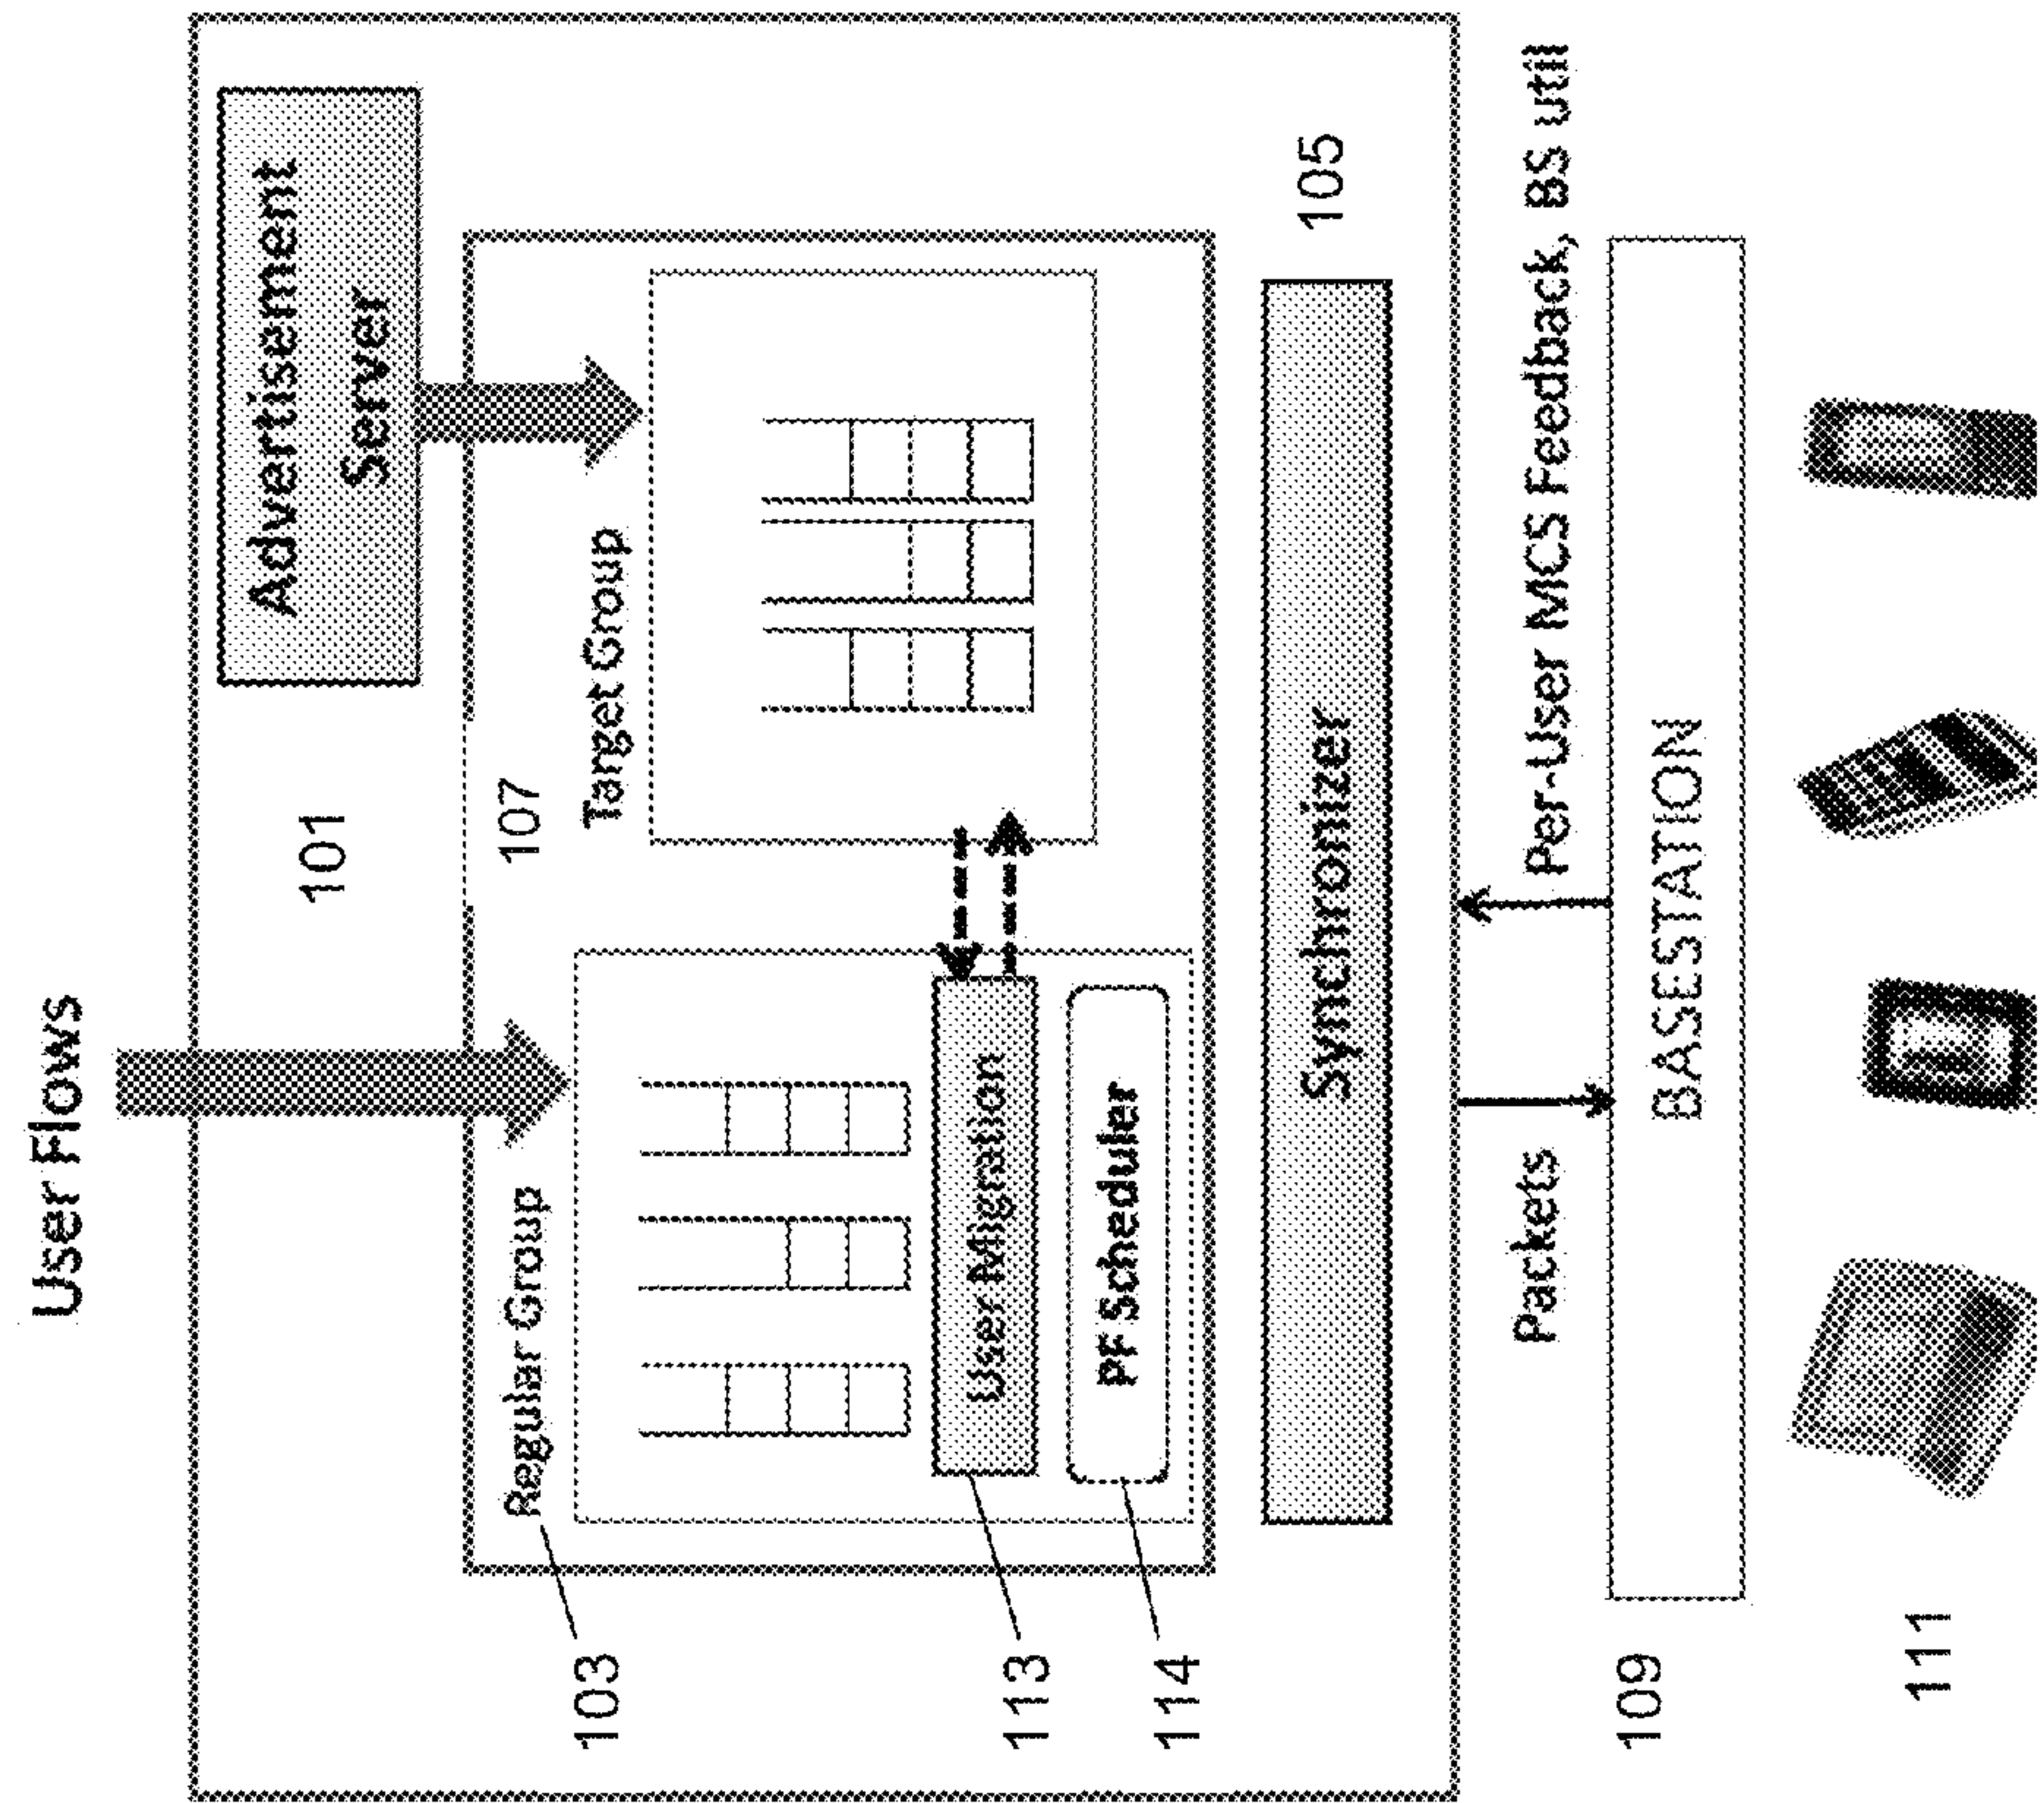 User Flows
Advertisement
Server
101
107
Regular Group
Target Group
103
User Migration
113
PF Scheduler
114
Synchronizer
105
Packets
Per-User MCS Feedback, BS util
BASESTATION
109
111